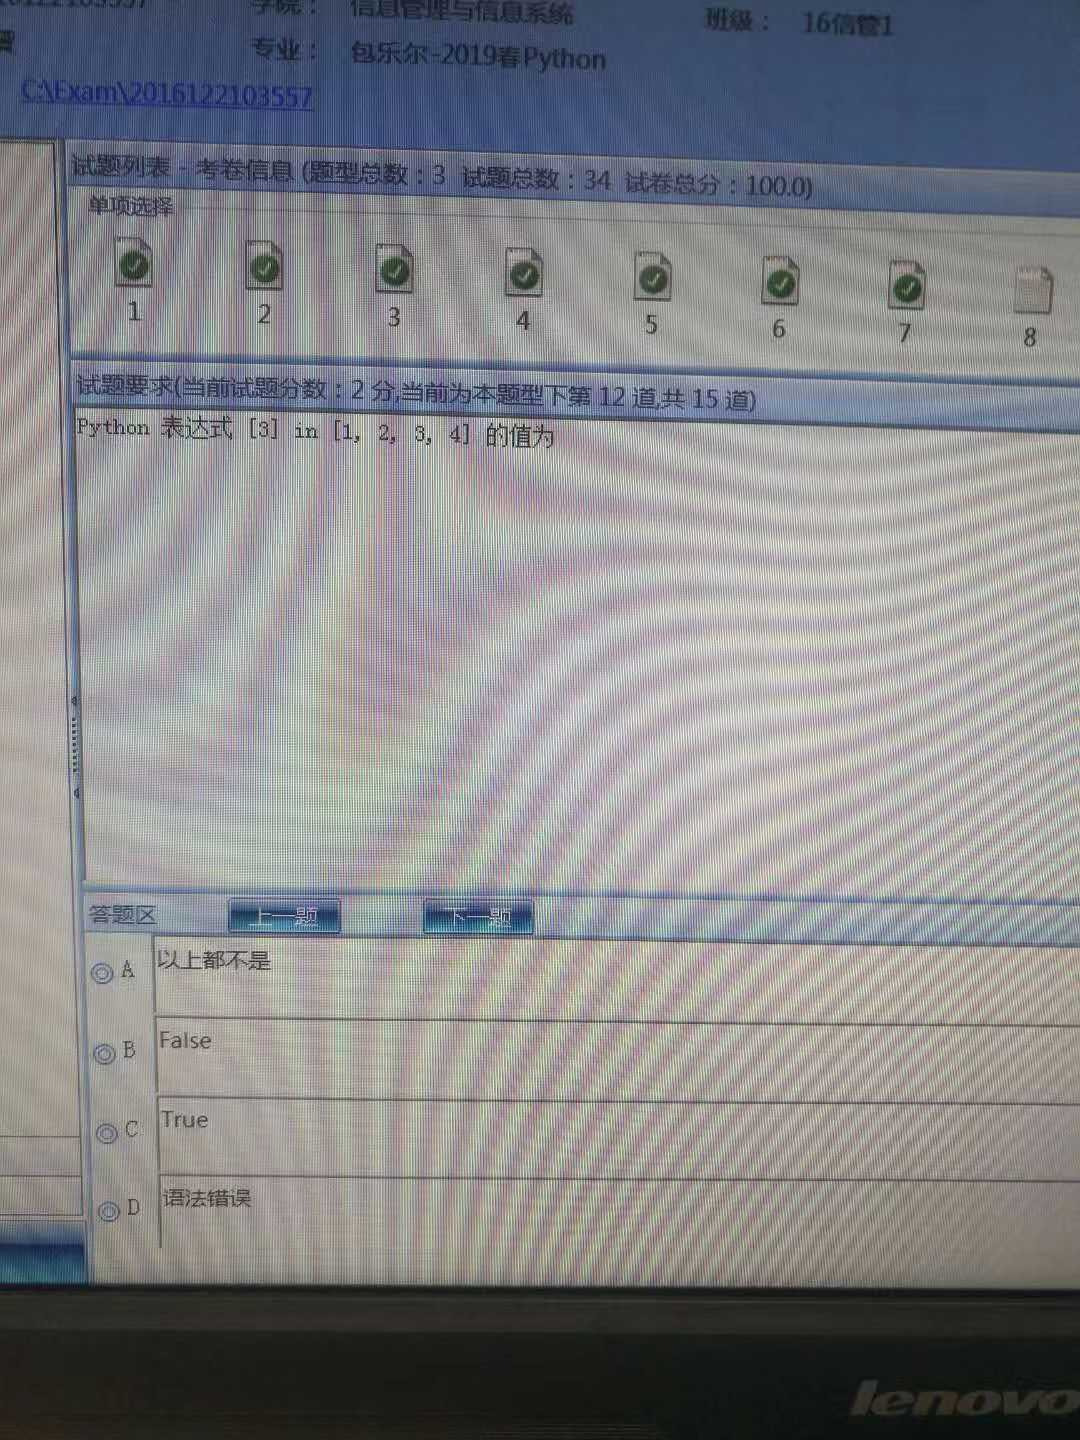 学院： 信息管理与信息系统
班级： 16信管1
专业： 包乐尔-2019春Python
C:\Exam\2016122103557
试题列表 - 考卷信息 (题型总数：3 试题总数：34 试卷总分：100.0)
单项选择
1 2 3 4 5 6 7 8
试题要求(当前试题分数：2 分,当前为本题型下第 12 道,共 15 道)
Python 表达式 [3] in [1, 2, 3, 4] 的值为
答题区 上一题 下一题
A 以上都不是
B False
C True
D 语法错误
lenovo